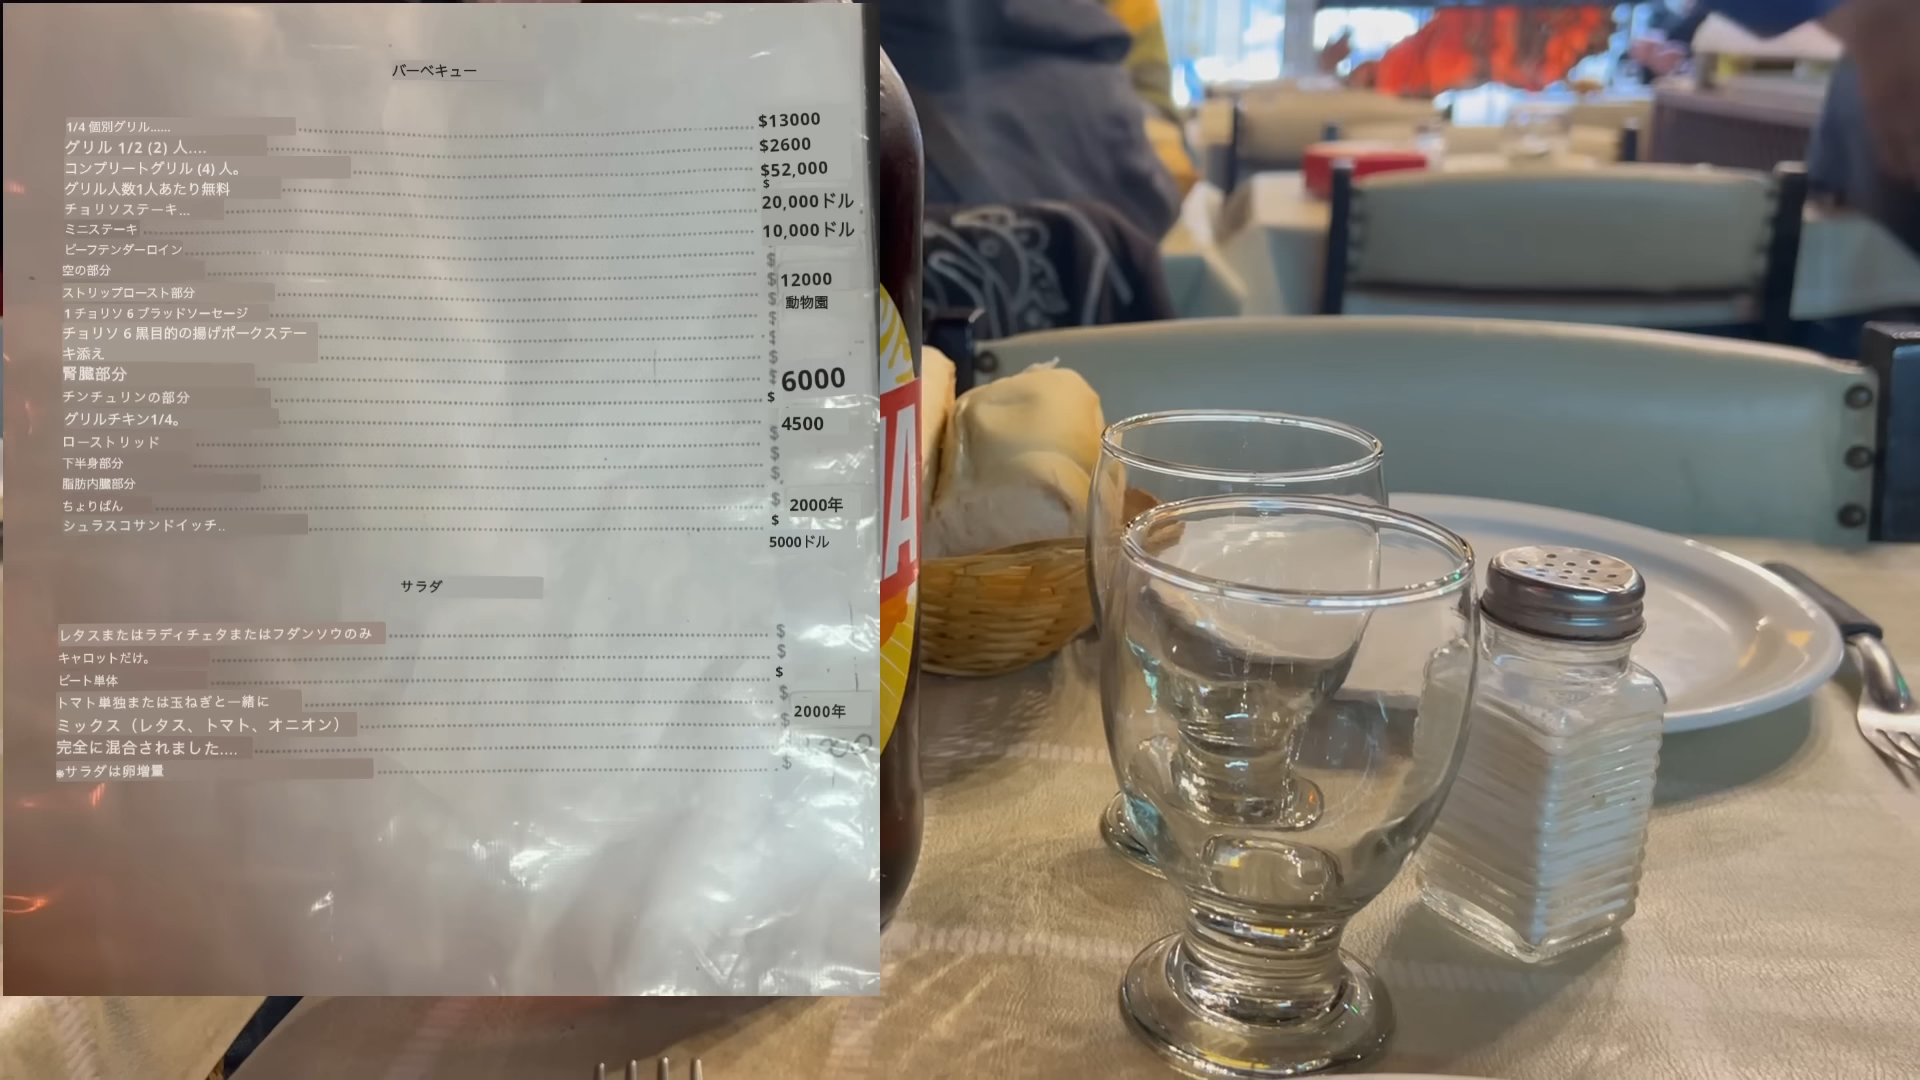 バーベキュー
1/4 個別グリル...... $13000
グリル 1/2 (2) 人.... $2600
コンプリートグリル (4) 人。 $52,000
グリル人数1人あたり無料 $
チョリソステーキ... 20,000ドル
ミニステーキ 10,000ドル
ビーフテンダーロイン $
空の部分 $ 12000
ストリップロースト部分 $ 動物園
1 チョリソ 6 ブラッドソーセージ $
チョリソ 6 黒目的の揚げポークステー
キ添え $
腎臓部分 $ 6000
チンチュリンの部分 $
グリルチキン1/4。 $ 4500
ローストリッド $
下半身部分 $
脂肪内臓部分 $
ちょりぱん $ 2000年
シュラスコサンドイッチ.. $
5000ドル
サラダ
レタスまたはラディチェタまたはフダンソウのみ $
キャロットだけ。 $
ビート単体 $
トマト単独または玉ねぎと一緒に $
ミックス（レタス、トマト、オニオン） $ 2000年
完全に混合されました.... $
※サラダは卵増量